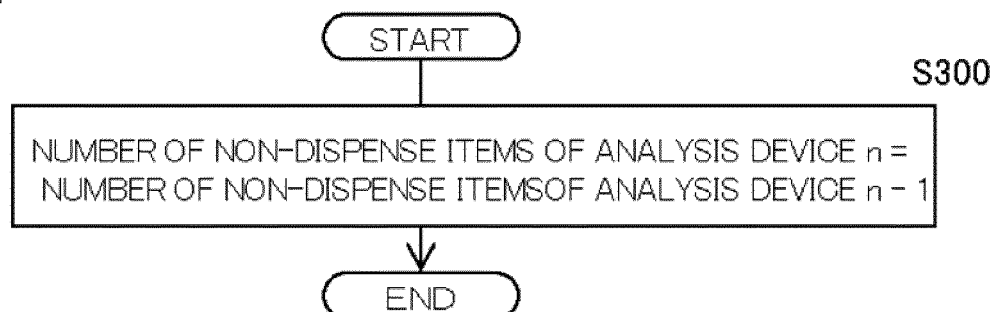 START
S300
NUMBER OF NON-DISPENSE ITEMS OF ANALYSIS DEVICE n =
NUMBER OF NON-DISPENSE ITEMSOF ANALYSIS DEVICE n - 1
END